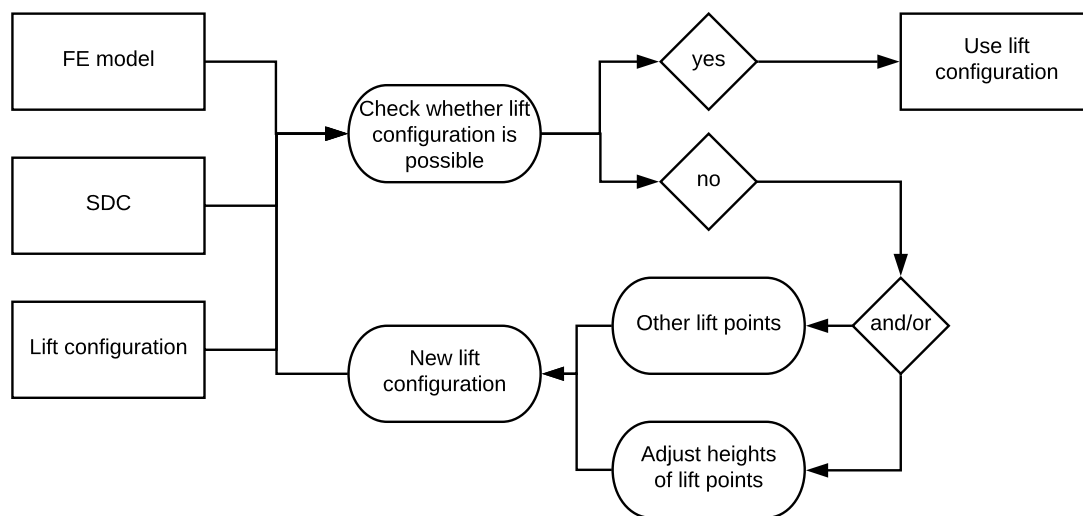 FE model
SDC
Lift configuration
Check whether lift
configuration is
possible
yes
no
Use lift
configuration
and/or
Other lift points
Adjust heights
of lift points
New lift
configuration